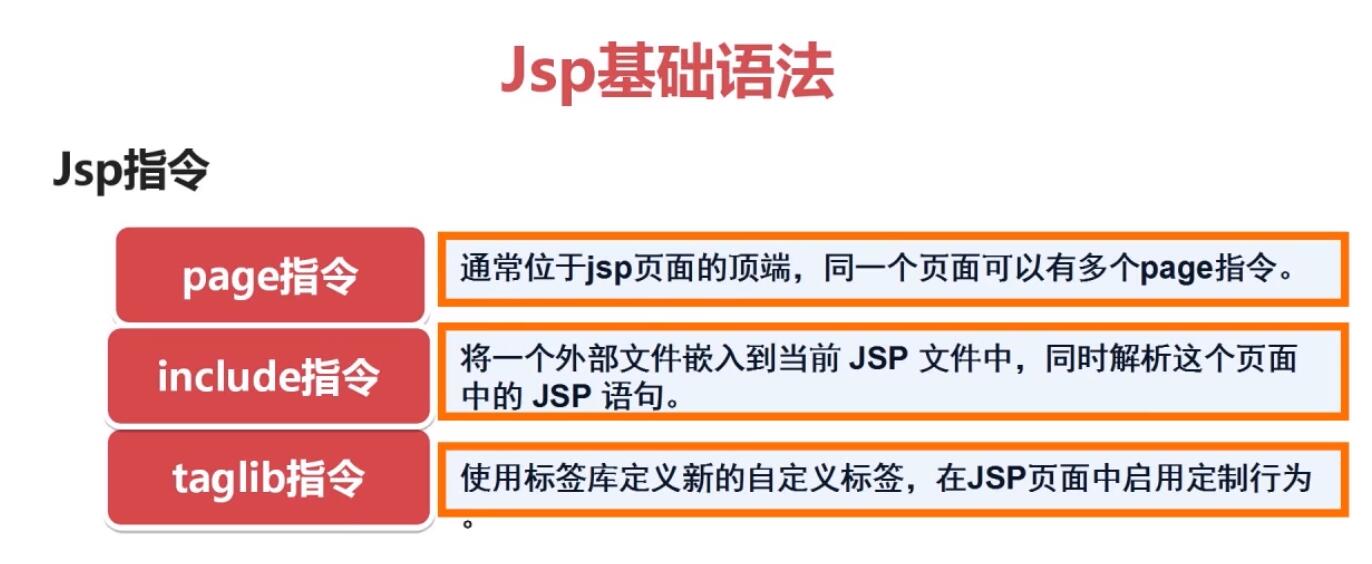 Jsp基础语法
Jsp指令
page指令
通常位于jsp页面的顶端，同一个页面可以有多个page指令。
include指令
将一个外部文件嵌入到当前 JSP 文件中，同时解析这个页面
中的 JSP 语句。
taglib指令
使用标签库定义新的自定义标签，在JSP页面中启用定制行为
。